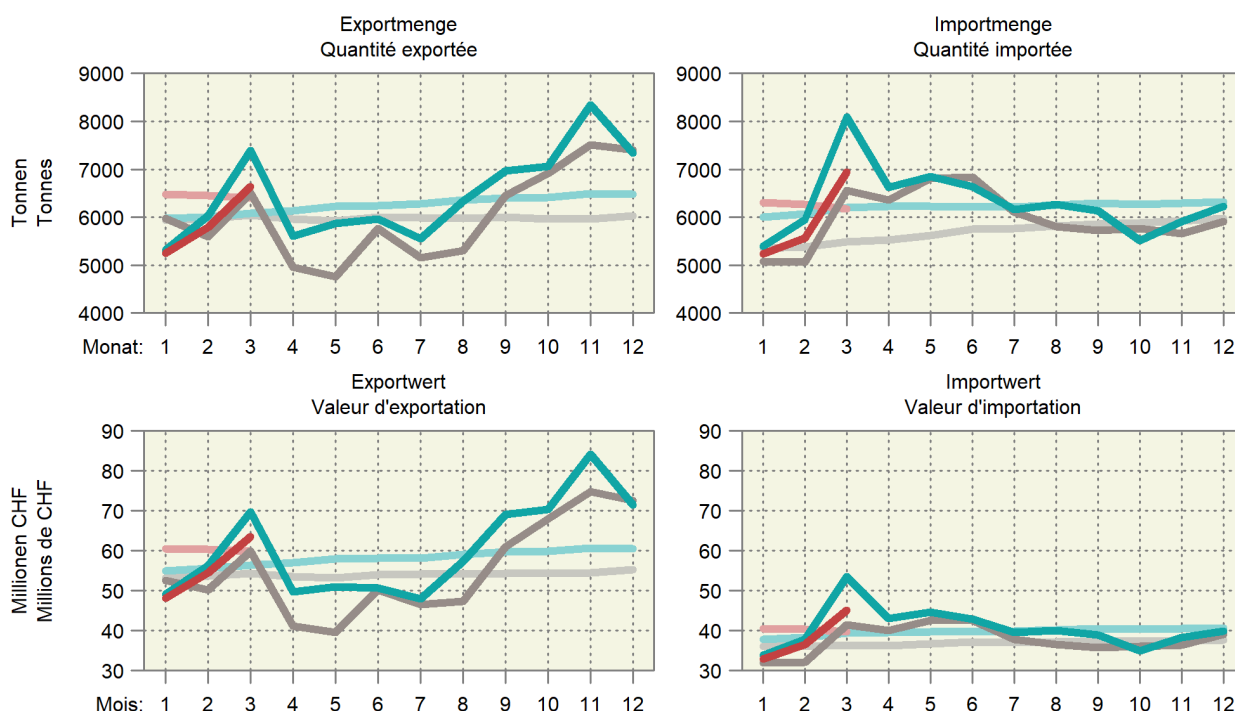 Exportmenge
Quantité exportée
Importmenge
Quantité importée
Tonnen
Tonnes
9000
8000
7000
6000
5000
4000
9000
8000
7000
6000
5000
4000
Monat: 1 2 3 4 5 6 7 8 9 10 11 12
1 2 3 4 5 6 7 8 9 10 11 12
Exportwert
Valeur d'exportation
Importwert
Valeur d'importation
Millionen CHF
Millions de CHF
90
80
70
60
50
40
30
90
80
70
60
50
40
30
Mois: 1 2 3 4 5 6 7 8 9 10 11 12
1 2 3 4 5 6 7 8 9 10 11 12